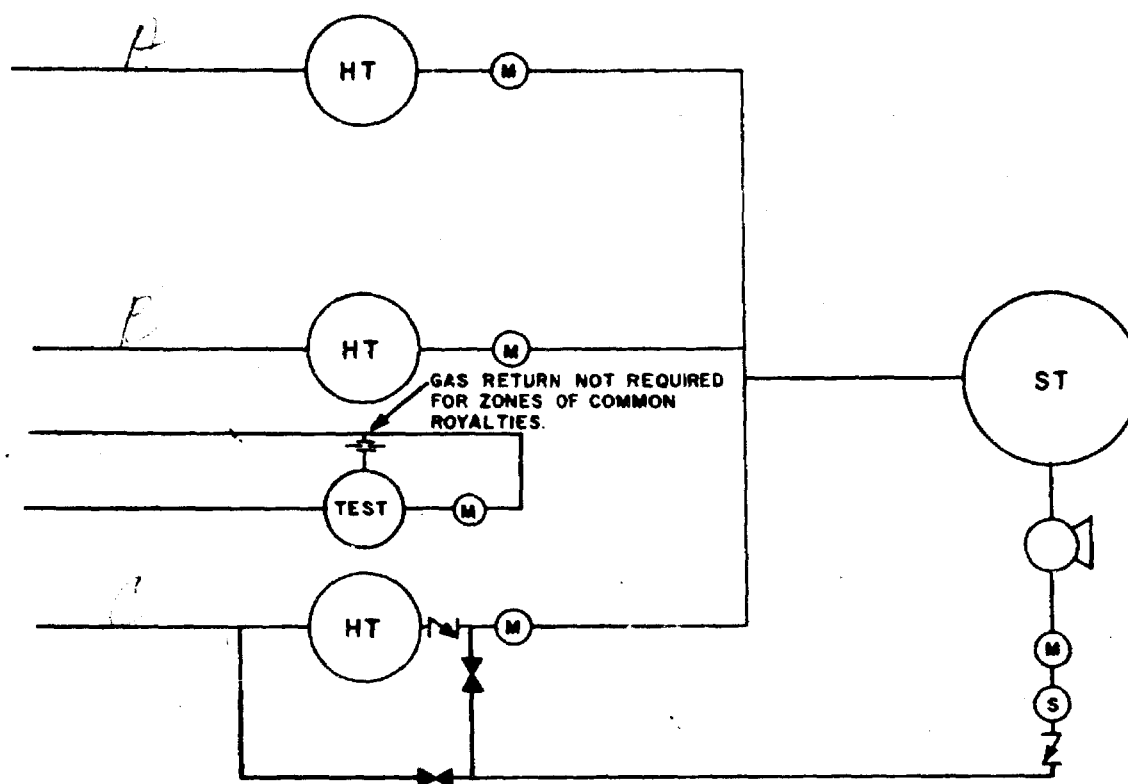 A
HT
M
B
HT
M
GAS RETURN NOT REQUIRED
FOR ZONES OF COMMON
ROYALTIES.
ST
TEST
M
C
HT
M
M
S